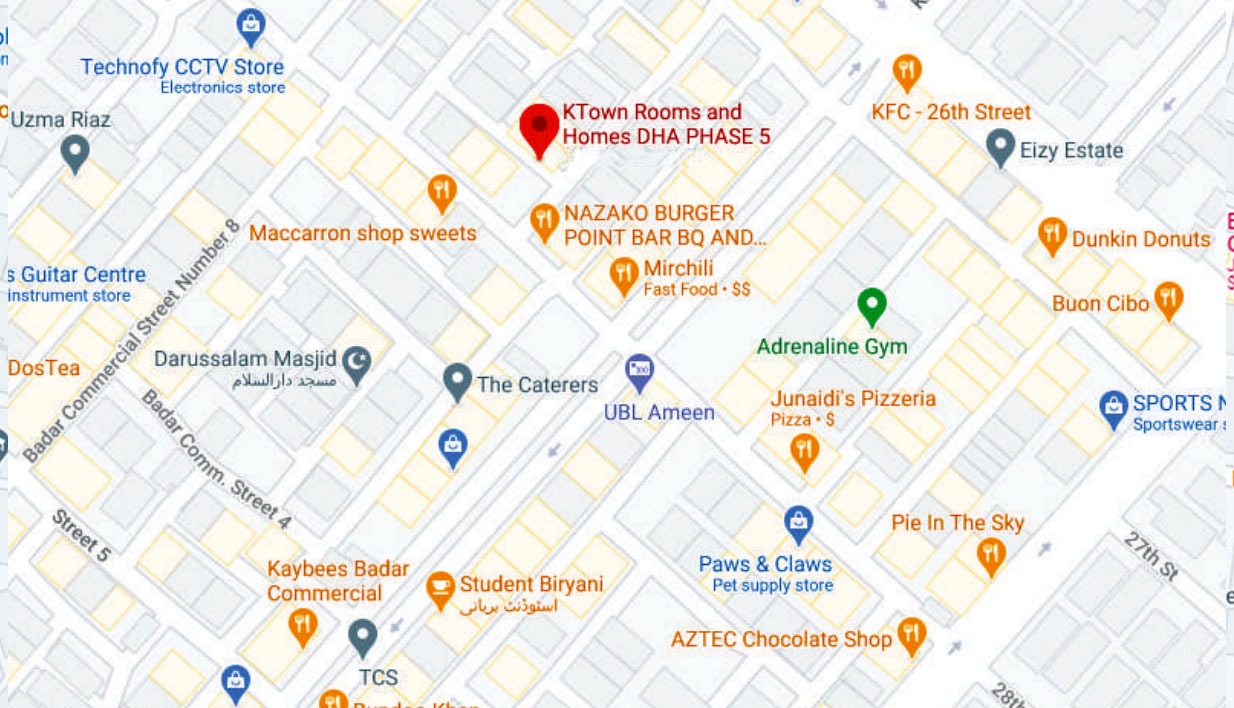 Technofy CCTV Store
Electronics store
Uzma Riaz
KTown Rooms and
Homes DHA PHASE 5
KFC - 26th Street
Eizy Estate
Maccarron shop sweets
NAZAKO BURGER
POINT BAR BQ AND...
Mirchili
Fast Food • $$
Dunkin Donuts
Buon Cibo
s Guitar Centre
instrument store
Badar Commercial Street Number 8
Adrenaline Gym
DosTea
Darussalam Masjid
مسجد دارالسلام
The Caterers
UBL Ameen
Junaidi's Pizzeria
Pizza • $
SPORTS N
Sportswear s
Badar Comm. Street 4
Street 5
Pie In The Sky
27th St
Paws & Claws
Pet supply store
Kaybees Badar
Commercial
Student Biryani
اسٹوڈنٹ بریانی
AZTEC Chocolate Shop
TCS
28th